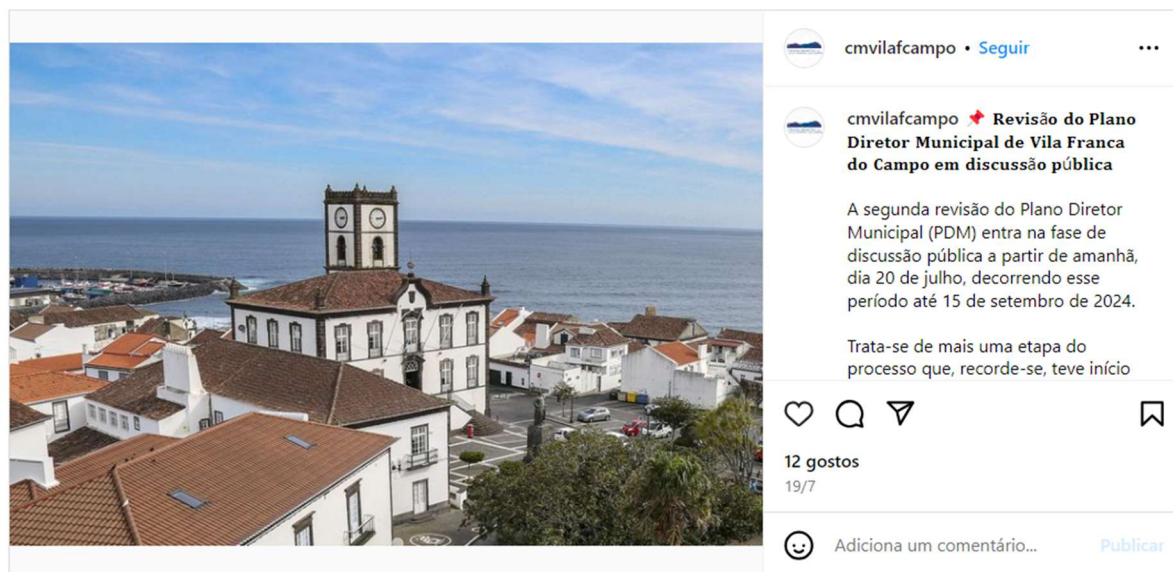 cmvilafcampo • Seguir
cmvilafcampo 📌 Revisão do Plano
Diretor Municipal de Vila Franca
do Campo em discussão pública
A segunda revisão do Plano Diretor
Municipal (PDM) entra na fase de
discussão pública a partir de amanhã,
dia 20 de julho, decorrendo esse
período até 15 de setembro de 2024.
Trata-se de mais uma etapa do
processo que, recorde-se, teve início
12 gostos
19/7
Adiciona um comentário...
Publicar